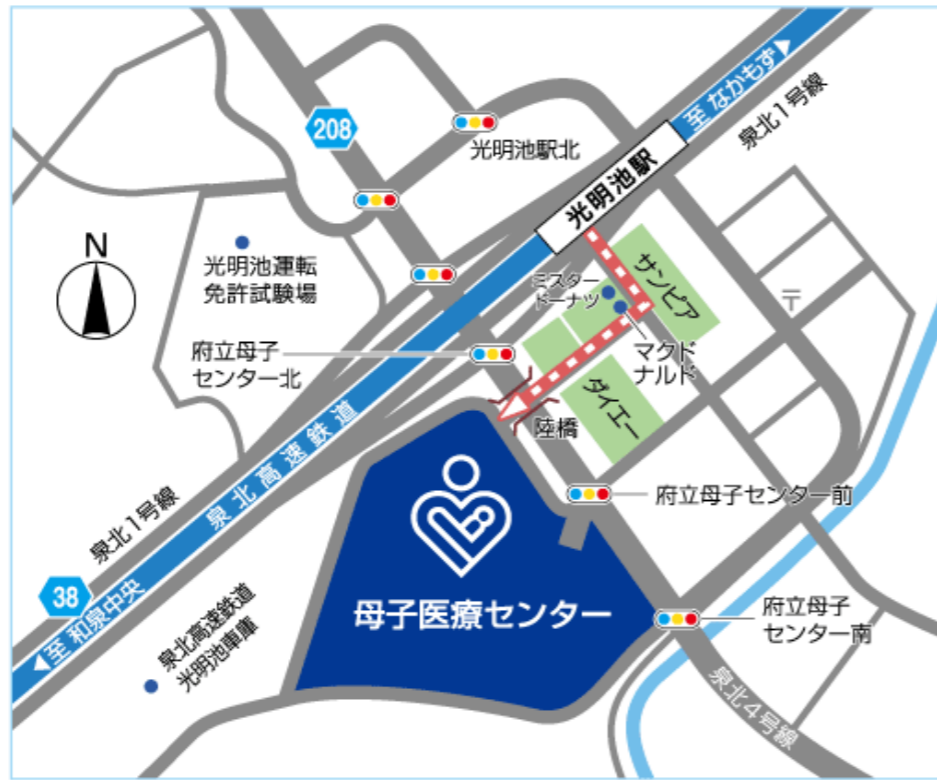 至 なかもず▶
泉北1号線
208
光明池駅北
光明池駅
N
光明池運転
免許試験場
ミスター
ドーナツ
サンピア
〒
マクド
ナルド
府立母子
センター北
ダイエー
陸橋
泉北高速鉄道
府立母子センター前
泉北1号線
38
◀至 和泉中央
母子医療センター
泉北高速鉄道
光明池車庫
府立母子
センター南
泉北4号線